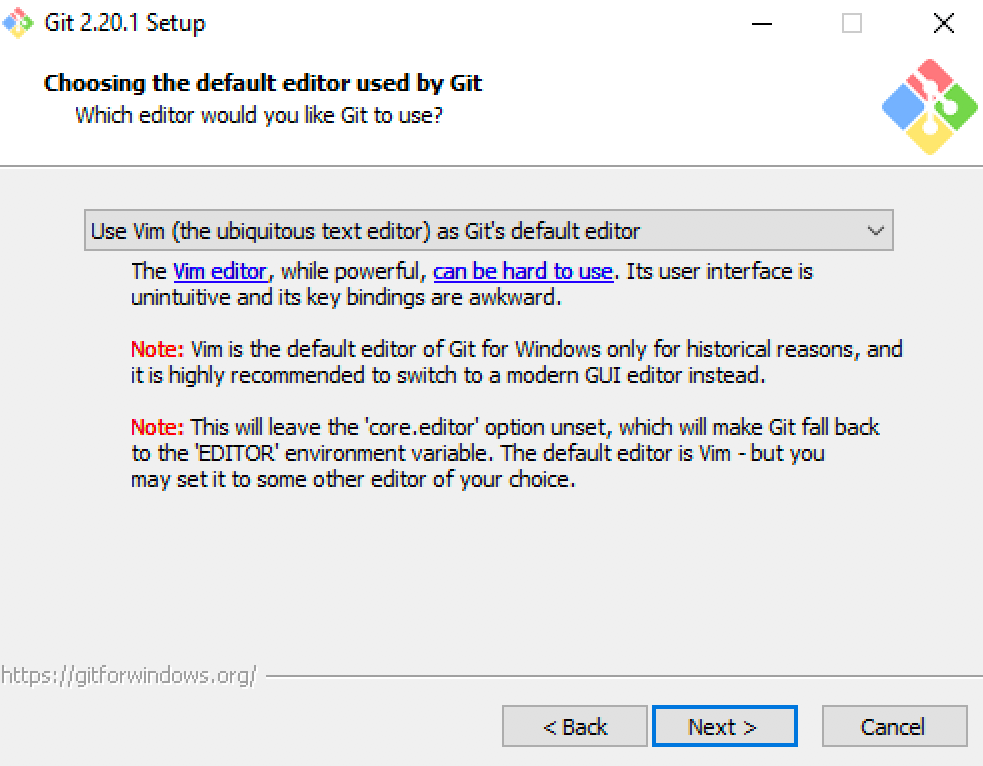 Git 2.20.1 Setup
Choosing the default editor used by Git
Which editor would you like Git to use?
Use Vim (the ubiquitous text editor) as Git's default editor
The Vim editor, while powerful, can be hard to use. Its user interface is
unintuitive and its key bindings are awkward.
Note: Vim is the default editor of Git for Windows only for historical reasons, and
it is highly recommended to switch to a modern GUI editor instead.
Note: This will leave the 'core.editor' option unset, which will make Git fall back
to the 'EDITOR' environment variable. The default editor is Vim - but you
may set it to some other editor of your choice.
https://gitforwindows.org/
< Back
Next >
Cancel